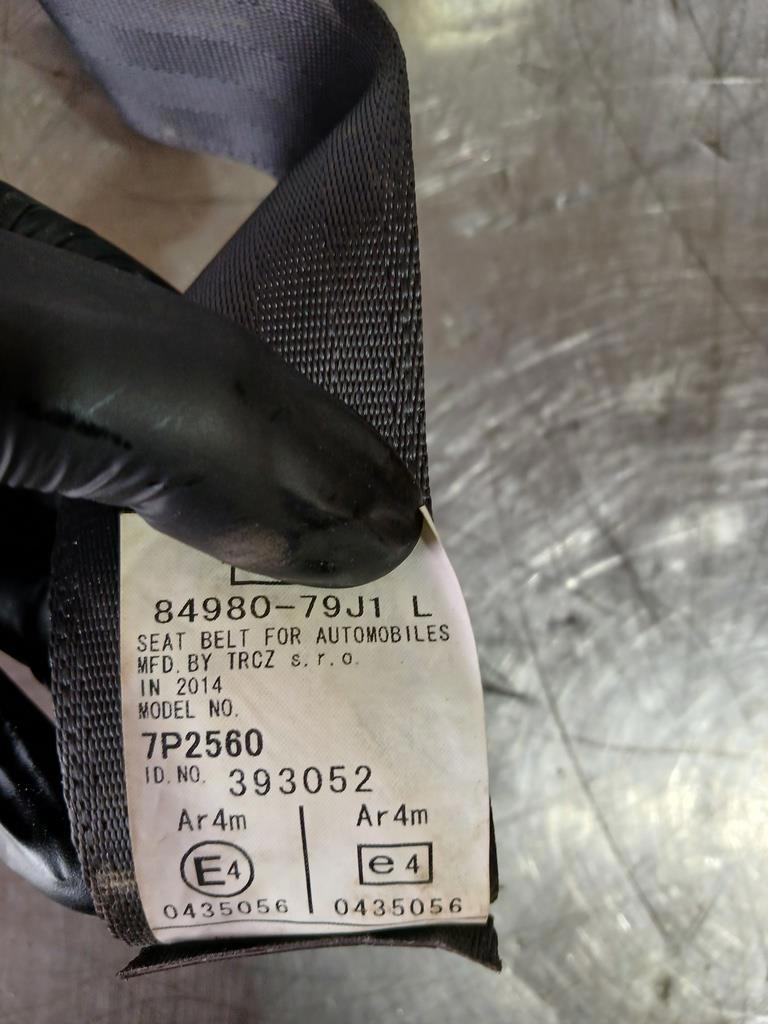 84980-79J1 L
SEAT BELT FOR AUTOMOBILES
MFD. BY TRCZ s.r.o.
IN 2014
MODEL NO.
7P2560
ID. NO. 393052
Ar4m Ar4m
E4 e4
0435056 0435056